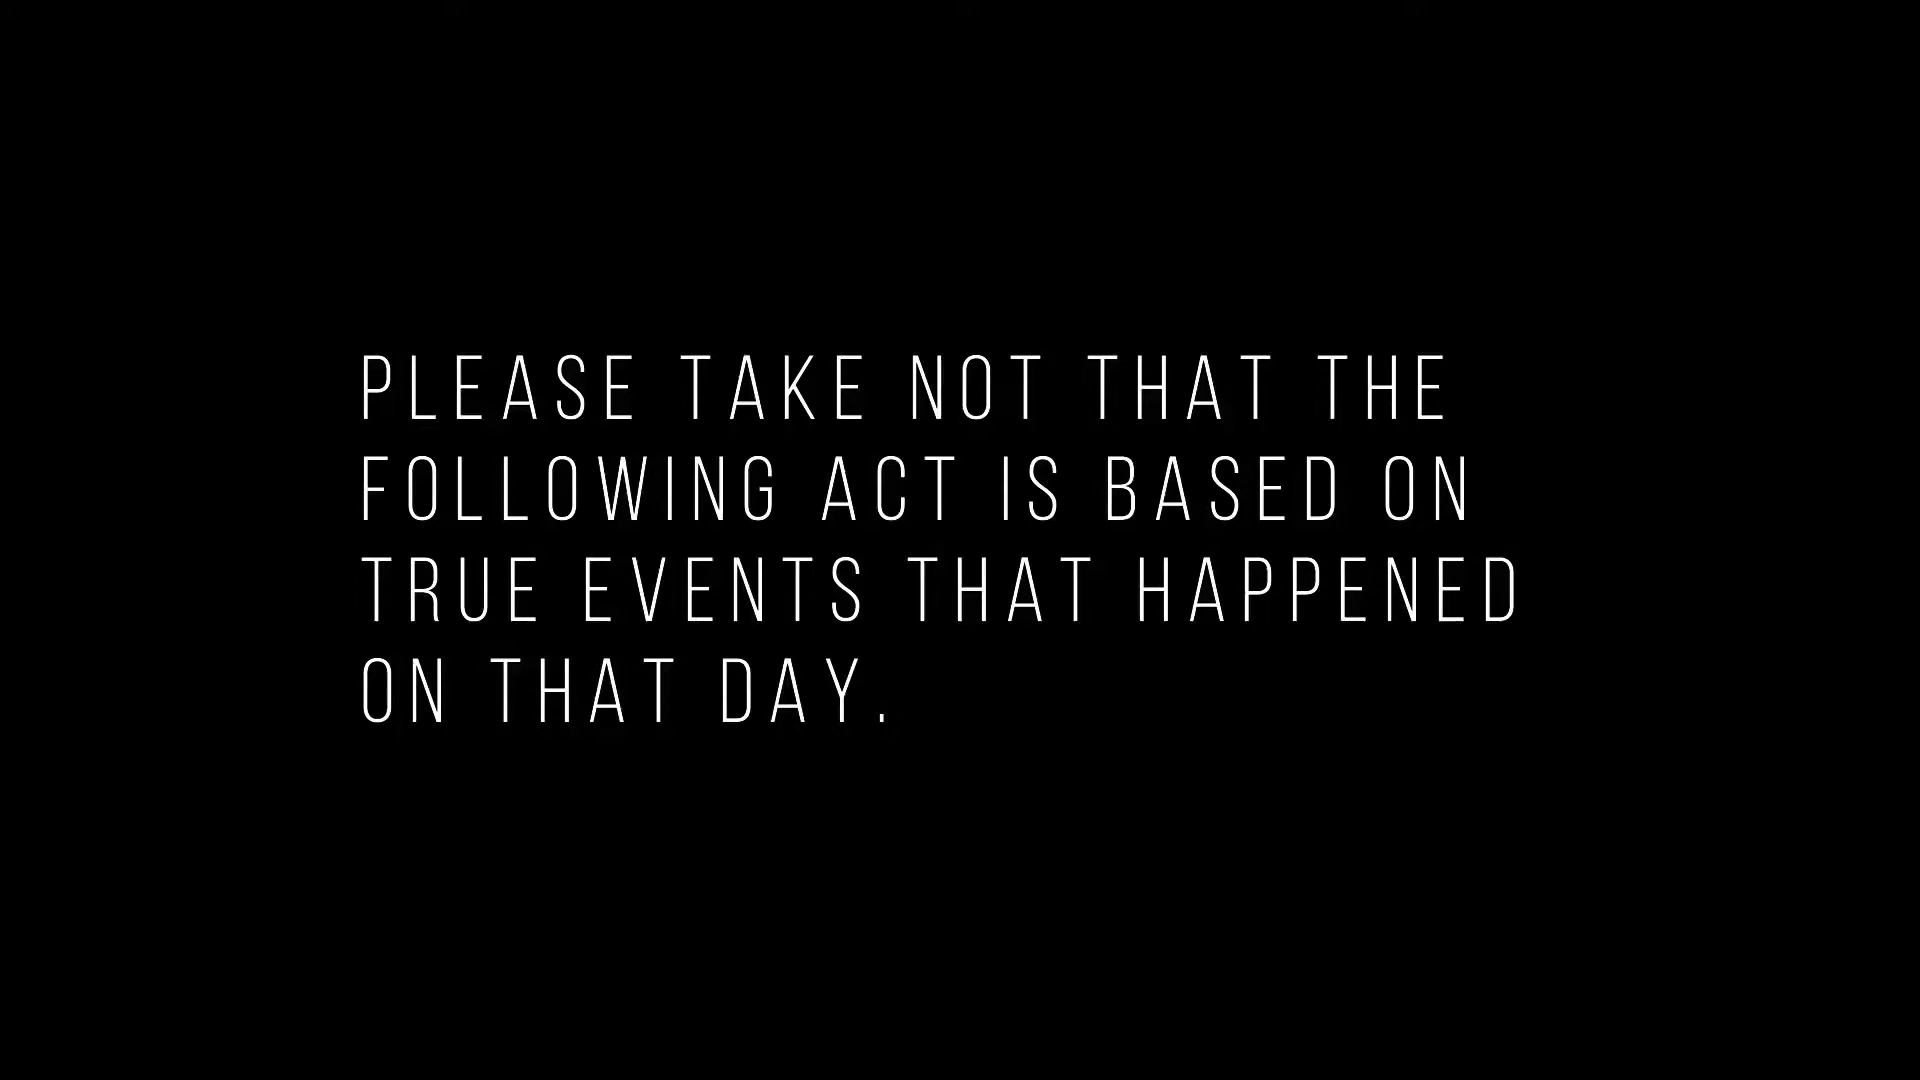 PLEASE TAKE NOT THAT THE
FOLLOWING ACT IS BASED ON
TRUE EVENTS THAT HAPPENED
ON THAT DAY.